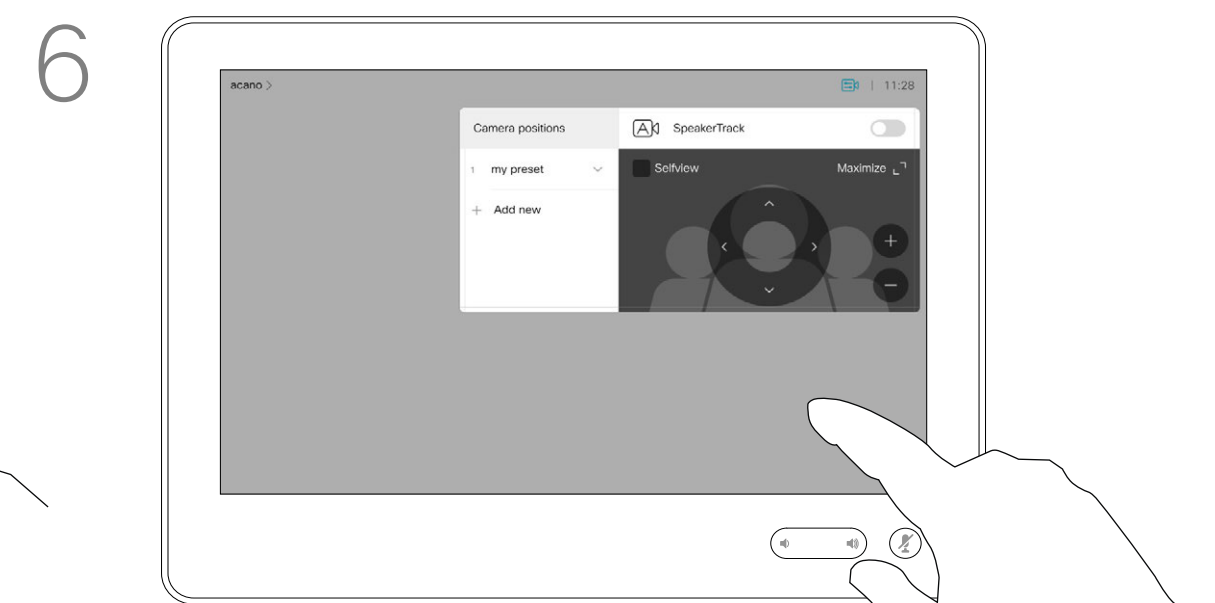 6
acano >
11:28
Camera positions
A
SpeakerTrack
1 my preset
Selfview
Maximize
+ Add new